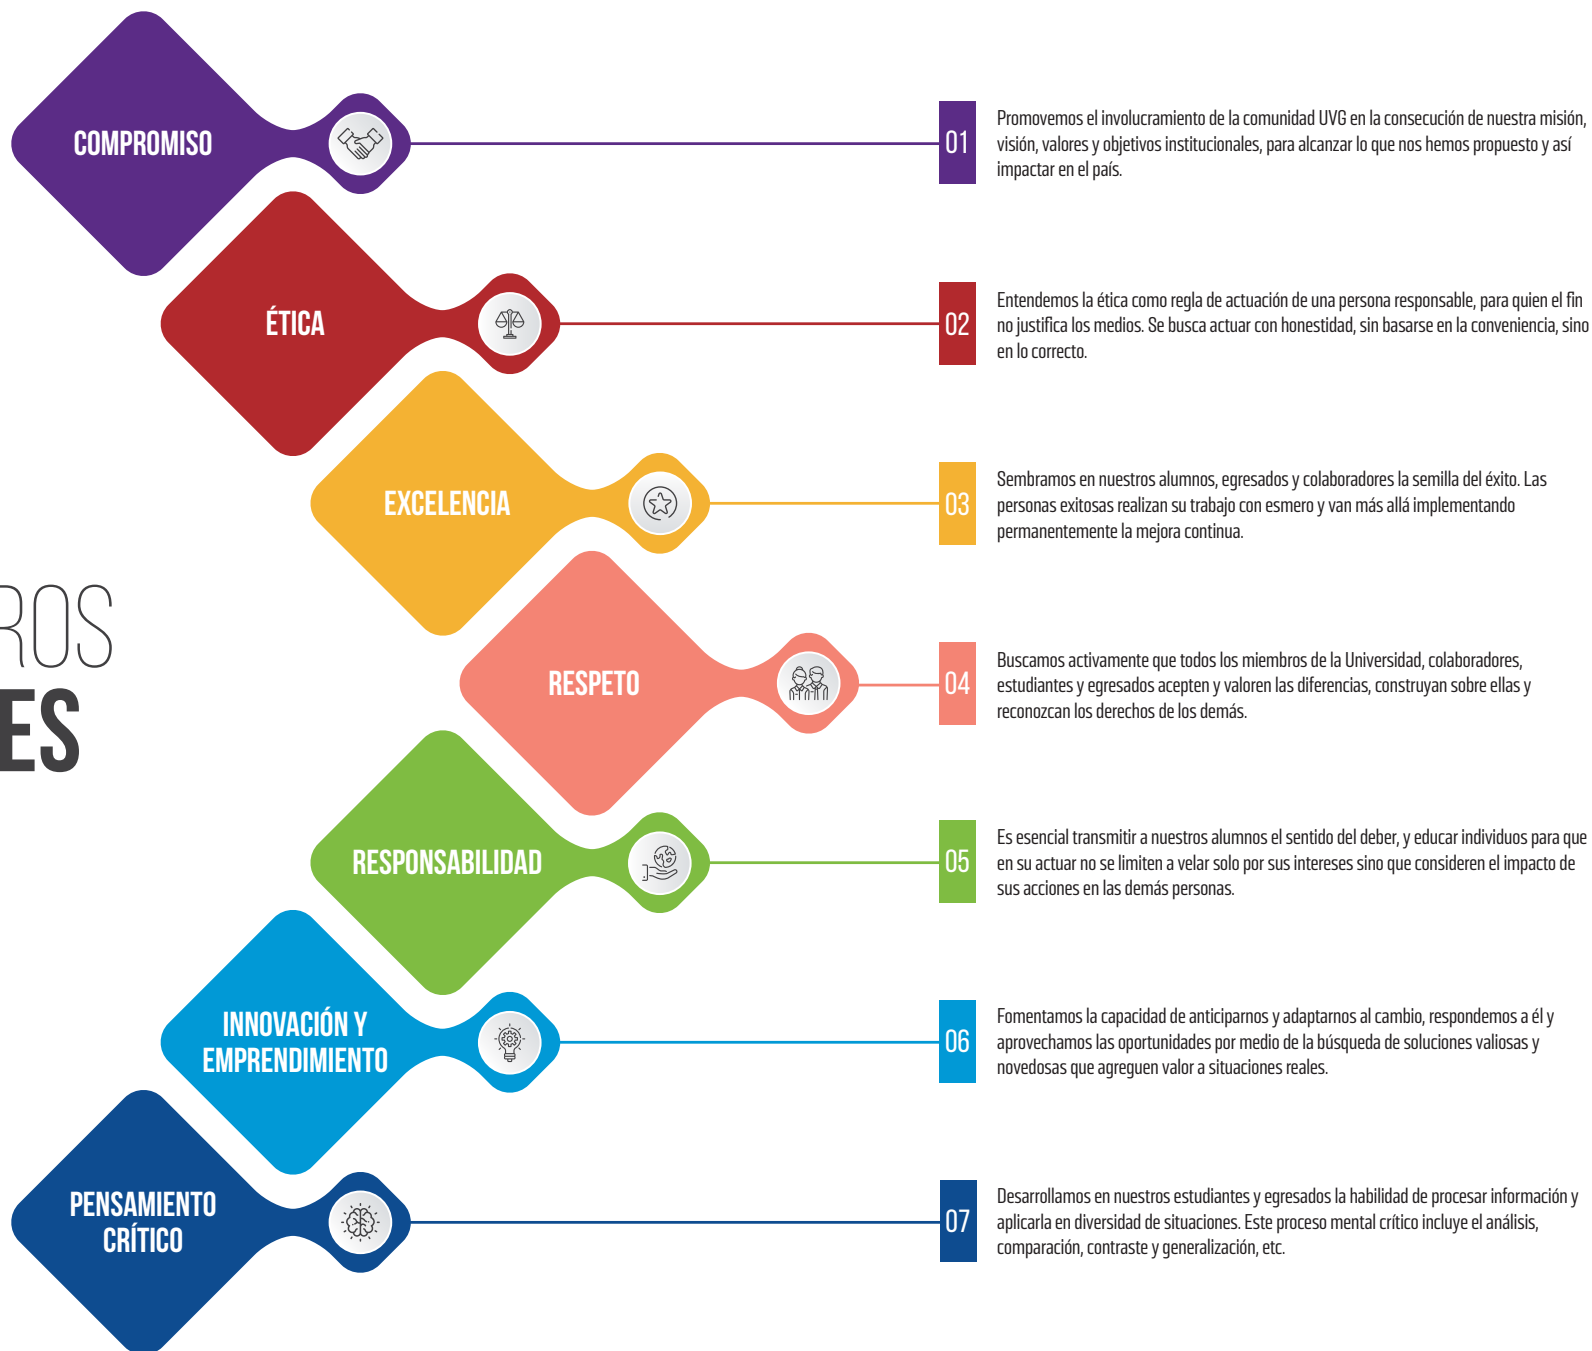 COMPROMISO
01
Promovemos el involucramiento de la comunidad UVG en la consecución de nuestra misión,
visión, valores y objetivos institucionales, para alcanzar lo que nos hemos propuesto y así
impactar en el país.
ÉTICA
02
Entendemos la ética como regla de actuación de una persona responsable, para quien el fin
no justifica los medios. Se busca actuar con honestidad, sin basarse en la conveniencia, sino
en lo correcto.
EXCELENCIA
03
Sembramos en nuestros alumnos, egresados y colaboradores la semilla del éxito. Las
personas exitosas realizan su trabajo con esmero y van más allá implementando
permanentemente la mejora continua.
ROS
ES
RESPETO
04
Buscamos activamente que todos los miembros de la Universidad, colaboradores,
estudiantes y egresados acepten y valoren las diferencias, construyan sobre ellas y
reconozcan los derechos de los demás.
RESPONSABILIDAD
05
Es esencial transmitir a nuestros alumnos el sentido del deber, y educar individuos para que
en su actuar no se limiten a velar solo por sus intereses sino que consideren el impacto de
sus acciones en las demás personas.
INNOVACIÓN Y
EMPRENDIMIENTO
06
Fomentamos la capacidad de anticiparnos y adaptarnos al cambio, respondemos a él y
aprovechamos las oportunidades por medio de la búsqueda de soluciones valiosas y
novedosas que agreguen valor a situaciones reales.
PENSAMIENTO
CRÍTICO
07
Desarrollamos en nuestros estudiantes y egresados la habilidad de procesar información y
aplicarla en diversidad de situaciones. Este proceso mental crítico incluye el análisis,
comparación, contraste y generalización, etc.